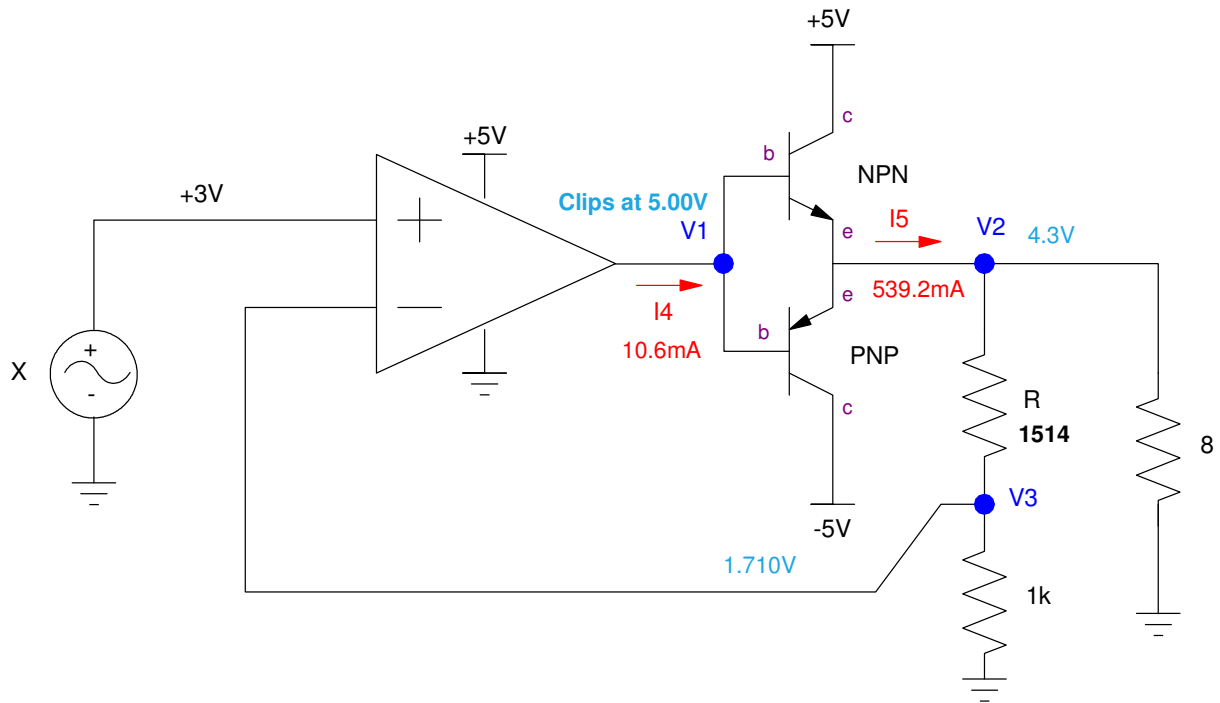 +5V
c
+5V
b
NPN
+3V
Clips at 5.00V
V1
I5
V2
4.3V
e
+
−
I4
10.6mA
e
539.2mA
b
PNP
X
+
-
c
R
1514
8
V3
-5V
1.710V
1k